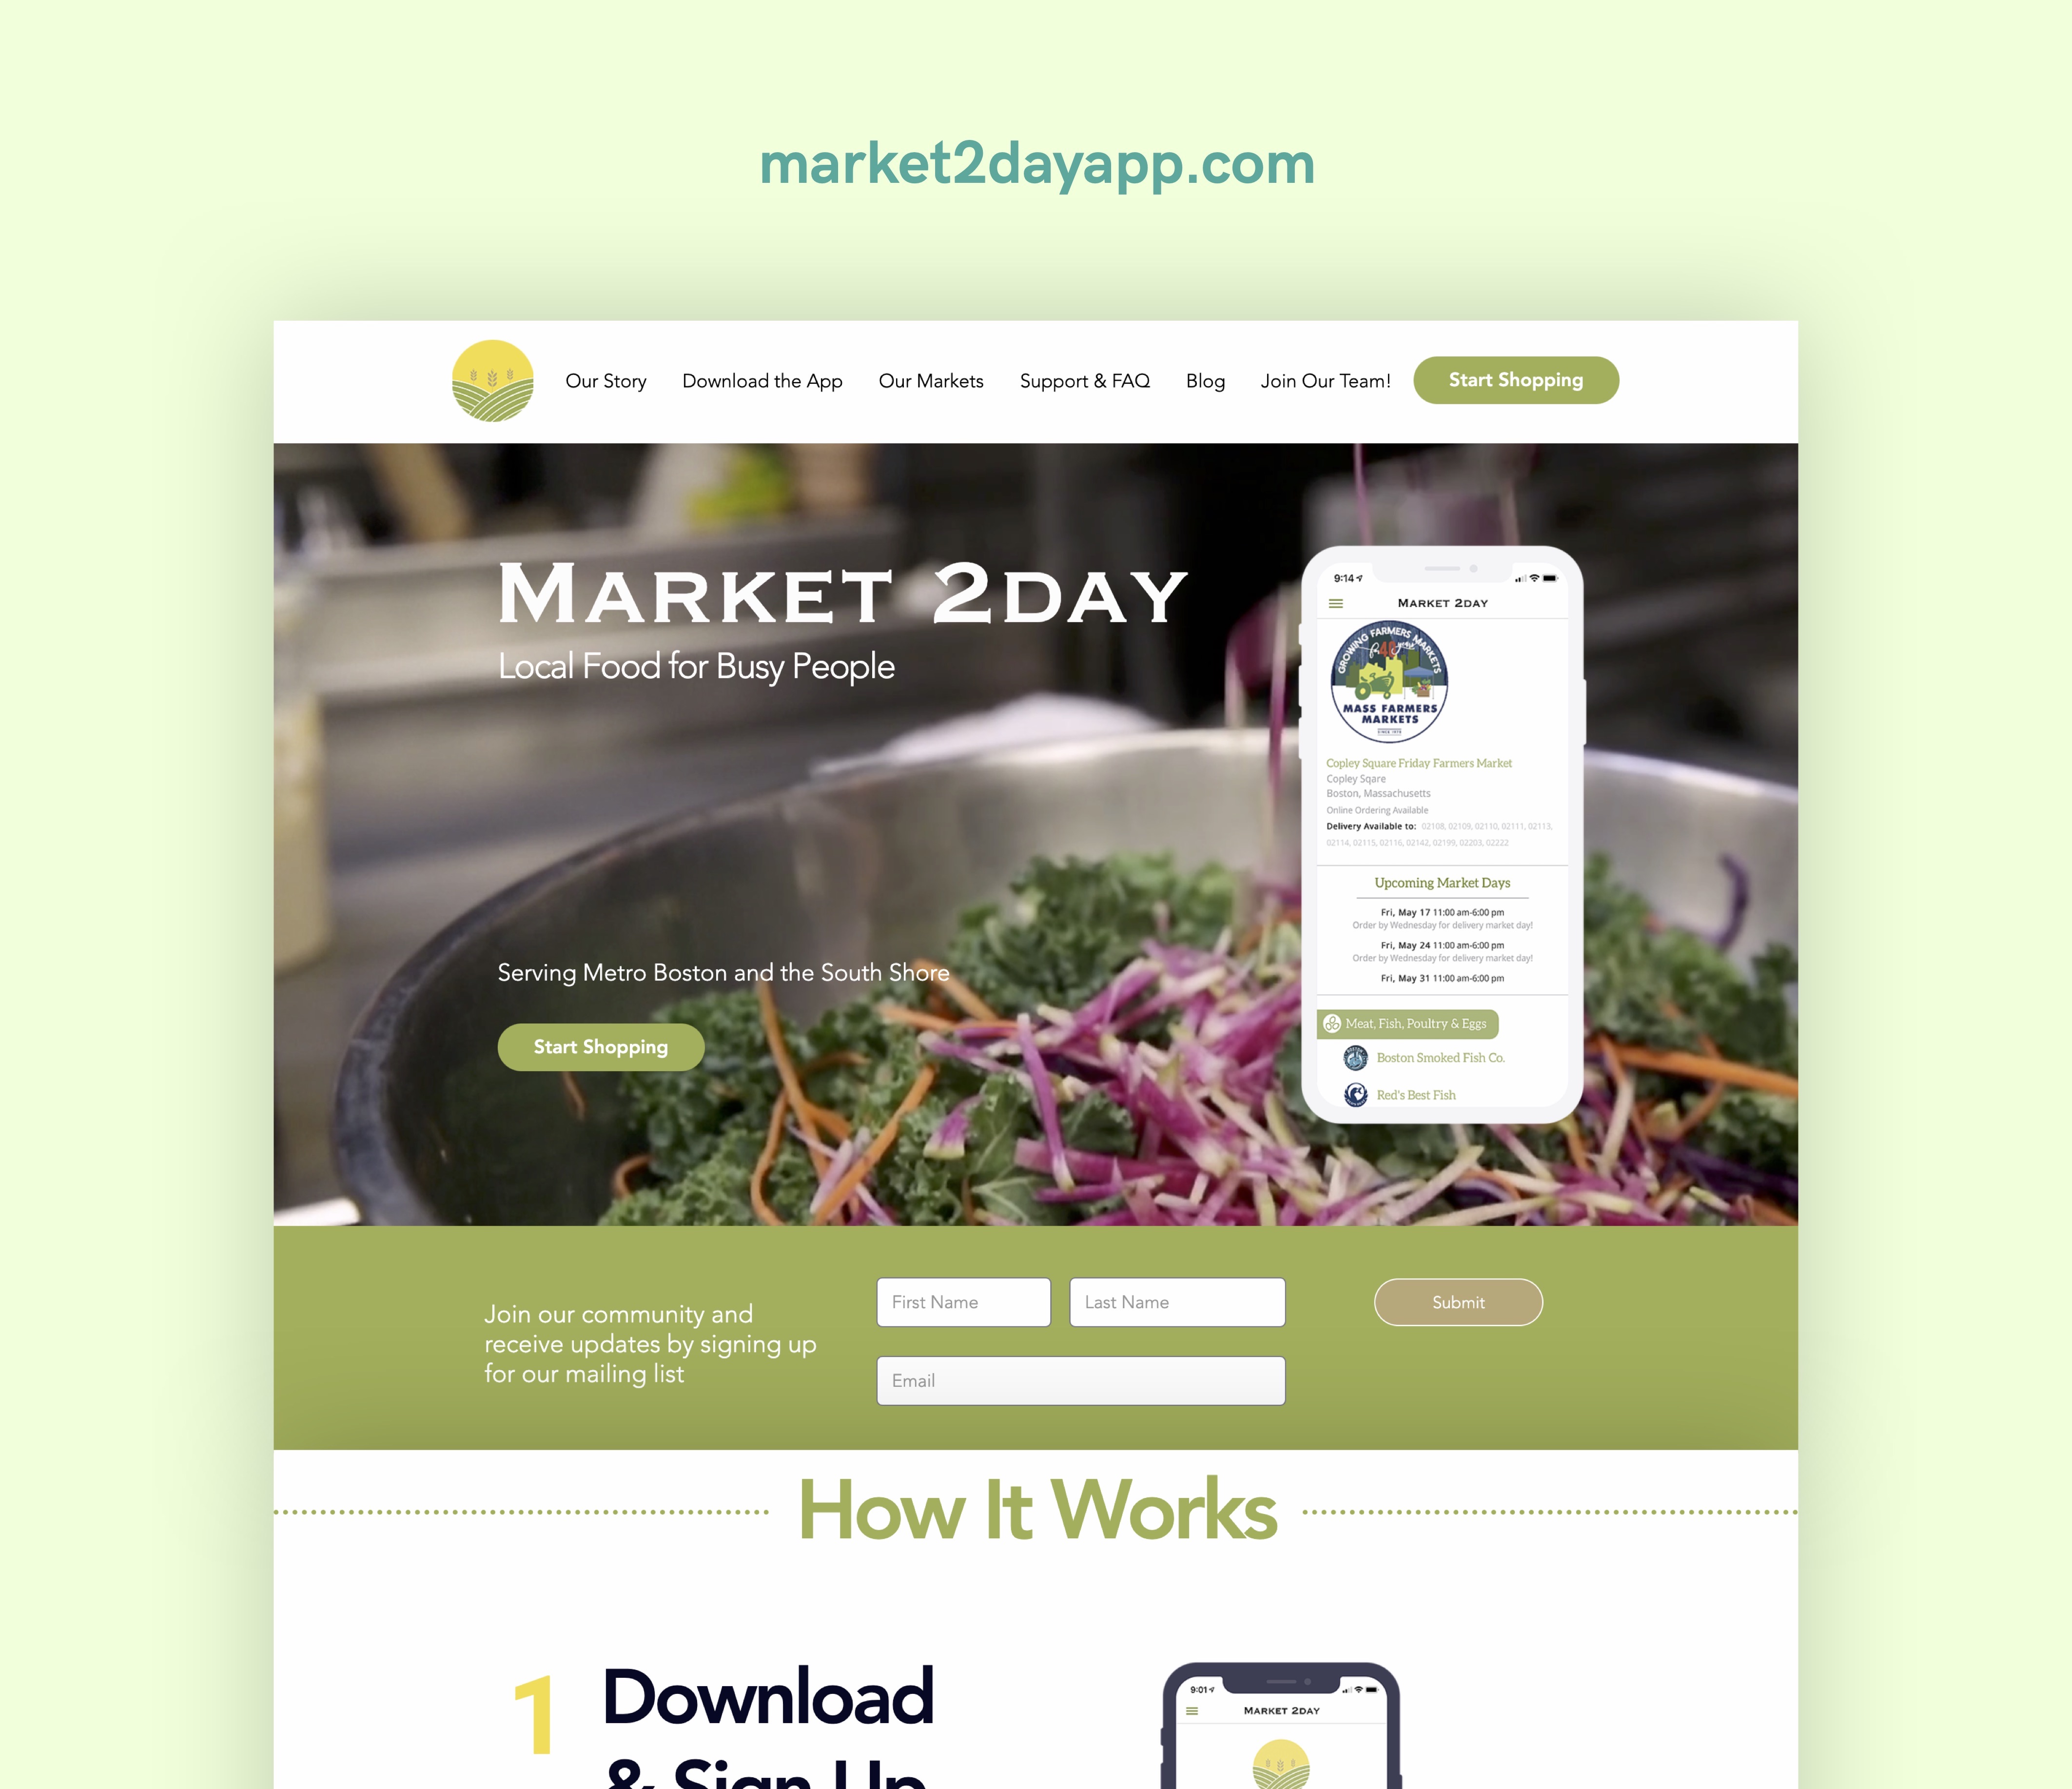 market2dayapp.com
Our Story Download the App Our Markets Support & FAQ Blog Join Our Team! Start Shopping
MARKET 2DAY
Local Food for Busy People
Serving Metro Boston and the South Shore
Start Shopping
9:14
MARKET 2DAY
GROWING FARMERS MARKETS
for 40 years
MASS FARMERS
MARKETS
SINCE 1978
Copley Square Friday Farmers Market
Copley Sqare
Boston, Massachusetts
Online Ordering Available
Delivery Available to: 02108, 02109, 02110, 02111, 02113,
02114, 02115, 02116, 02142, 02199, 02203, 02222
Upcoming Market Days
Fri, May 17 11:00 am-6:00 pm
Order by Wednesday for delivery market day!
Fri, May 24 11:00 am-6:00 pm
Order by Wednesday for delivery market day!
Fri, May 31 11:00 am-6:00 pm
Meat, Fish, Poultry & Eggs
Boston Smoked Fish Co.
Red's Best Fish
Join our community and
receive updates by signing up
for our mailing list
First Name Last Name
Email
Submit
How It Works
1 Download
& Sign Up
9:01
MARKET 2DAY